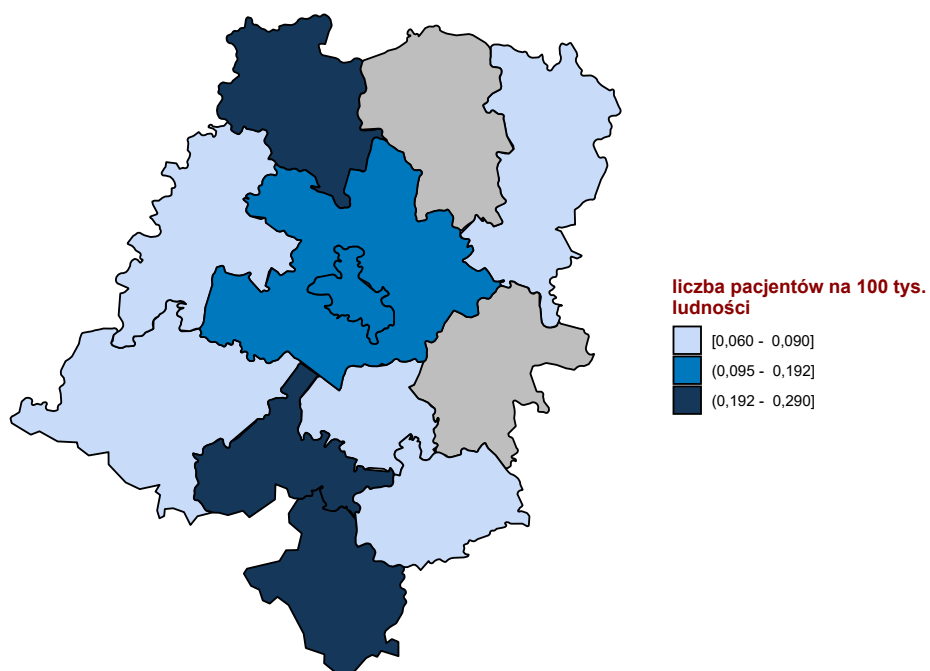 liczba pacjentów na 100 tys.
ludności
[0,060 - 0,090]
(0,095 - 0,192]
(0,192 - 0,290]